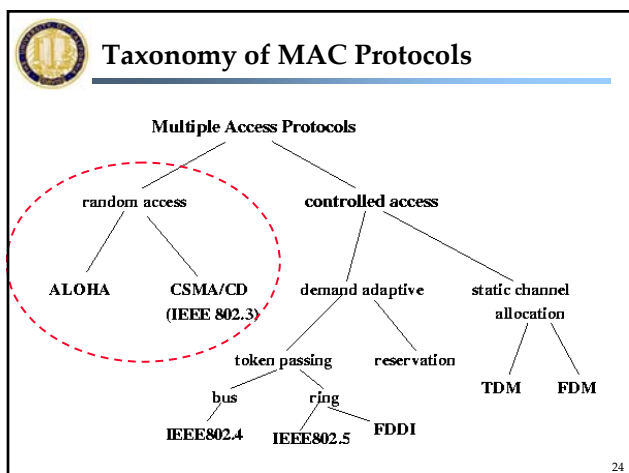 Taxonomy of MAC Protocols
Multiple Access Protocols
random access
controlled access
ALOHA
CSMA/CD
(IEEE 802.3)
demand adaptive
static channel
allocation
token passing
reservation
TDM
FDM
bus
ring
IEEE802.4
IEEE802.5
FDDI
24